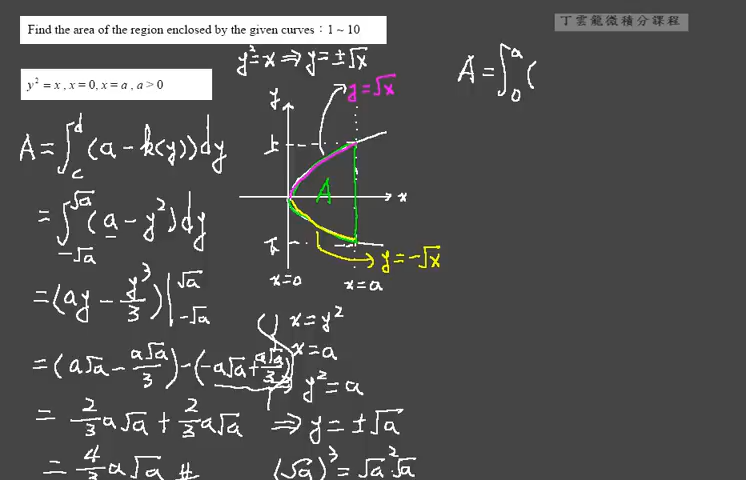 Find the area of the region enclosed by the given curves：1 ~ 10
丁雲龍微積分課程
y² = x , x = 0, x = a , a > 0
y² = x ⇒ y = ±√x
y = √x
A = ∫₀ᵃ (
y
上
A
x
下
y = -√x
x=0
x=a
A = ∫_c^d (a - k(y)) dy
= ∫_{-√a}^{√a} (a - y²) dy
= (ay - y³/3) |_{-√a}^{√a}
= (a√a - a√a/3) - (-a√a + a√a/3)
= 2/3 a√a + 2/3 a√a
= 4/3 a√a #
x = y²
x = a
⇒ y² = a
⇒ y = ±√a
(√a)³ = √a²√a